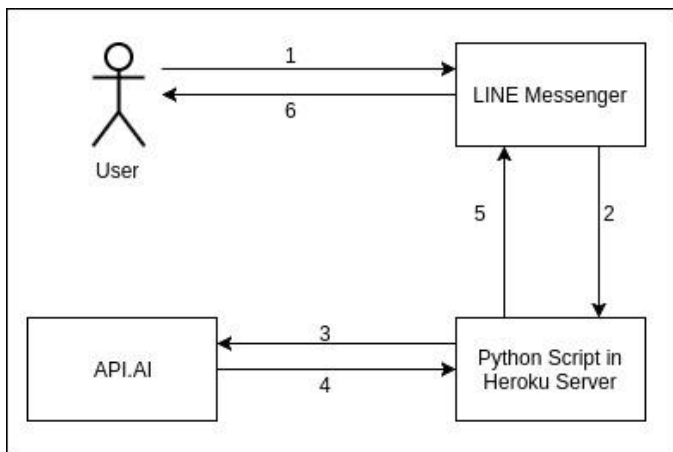 1
LINE Messenger
6
User
5
2
3
Python Script in
Heroku Server
API.AI
4